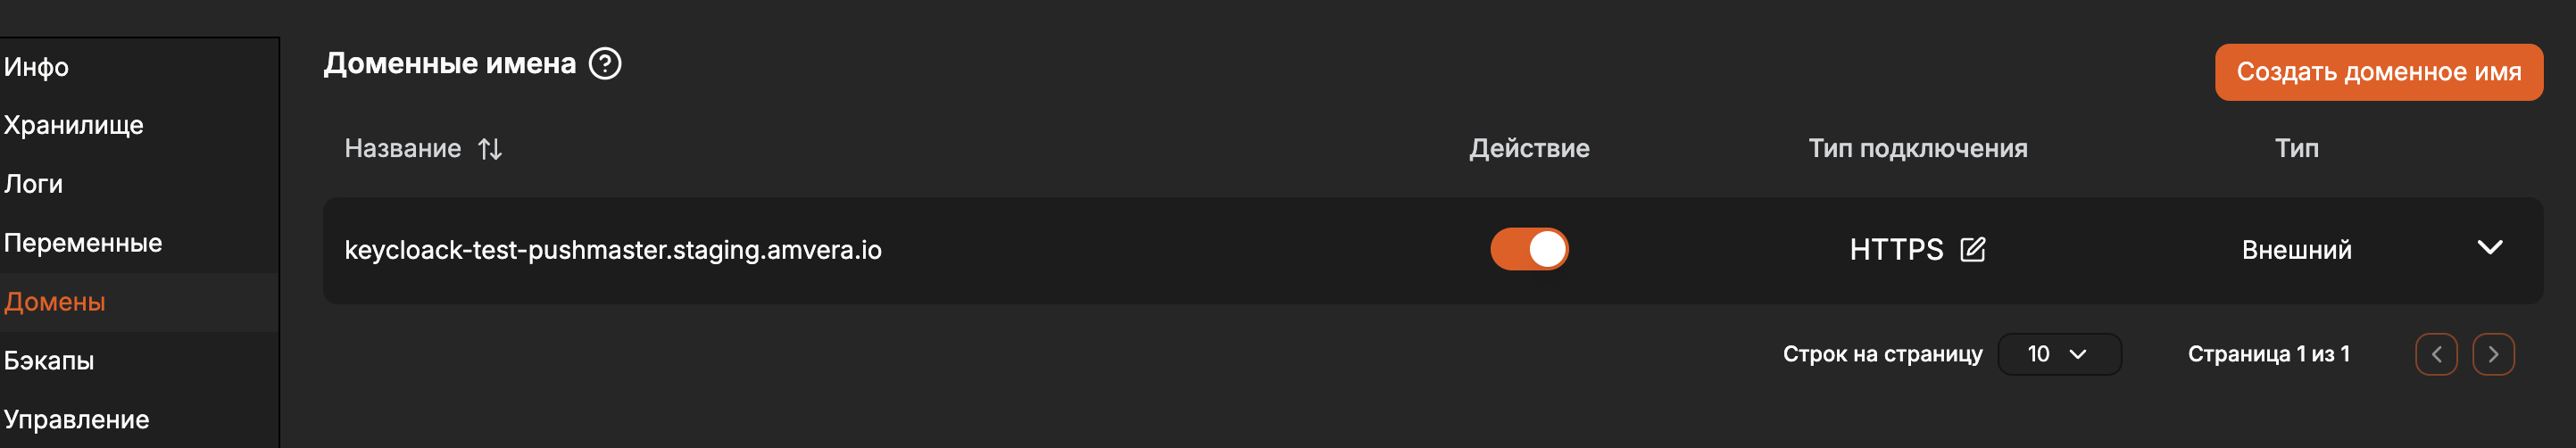 Инфо
Хранилище
Логи
Переменные
Домены
Бэкапы
Управление
Доменные имена
Создать доменное имя
Название Действие Тип подключения Тип
keycloack-test-pushmaster.staging.amvera.io HTTPS Внешний
Строк на страницу 10 Страница 1 из 1